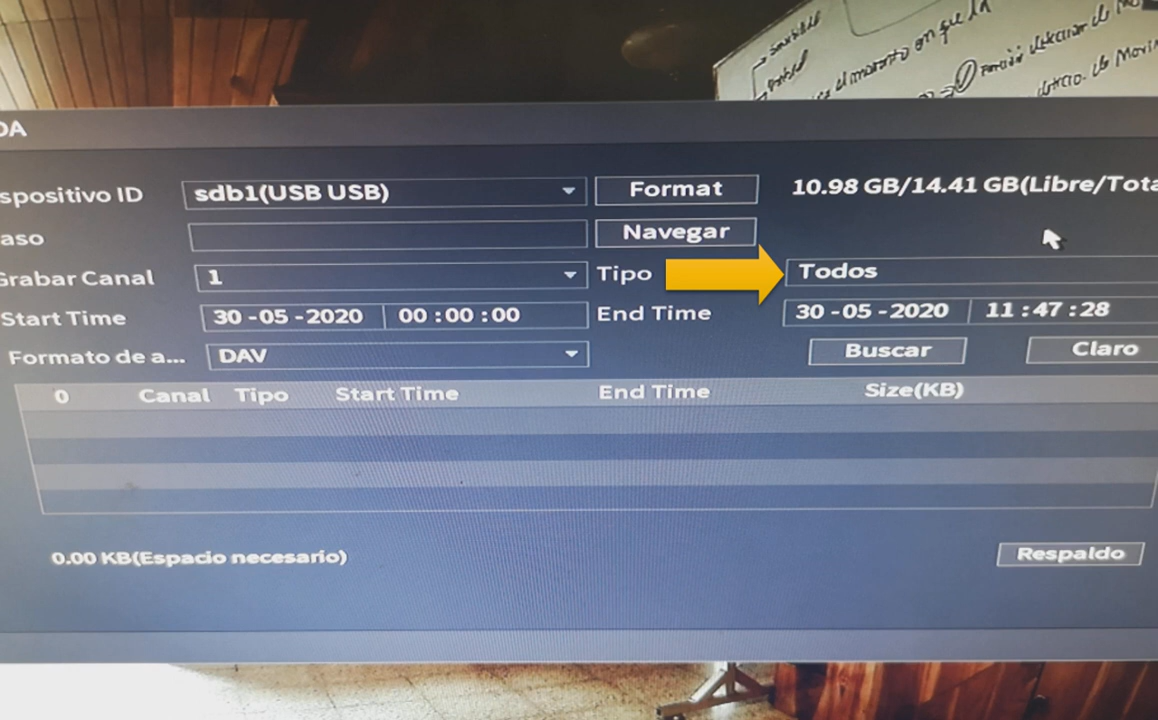 en que la
DA
spositivo ID sdb1(USB USB) Format 10.98 GB/14.41 GB(Libre/Tota
aso Navegar
Grabar Canal 1 Tipo Todos
Start Time 30 -05 -2020 00 :00 :00 End Time 30-05 -2020 11 :47 :28
Formato de a... DAV Buscar Claro
0 Canal Tipo Start Time End Time Size(KB)
0.00 KB(Espacio necesario) Respaldo